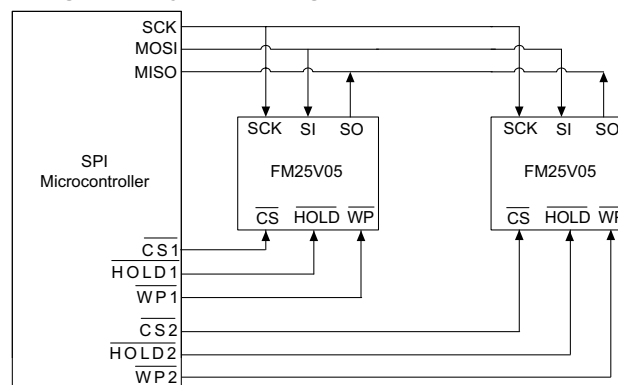 SCK
MOSI
MISO
SCK SI SO
SCK SI SO
SPI
Microcontroller
FM25V05
FM25V05
CS HOLD WP
CS HOLD
CS1
HOLD1
WP1
CS2
HOLD2
WP2